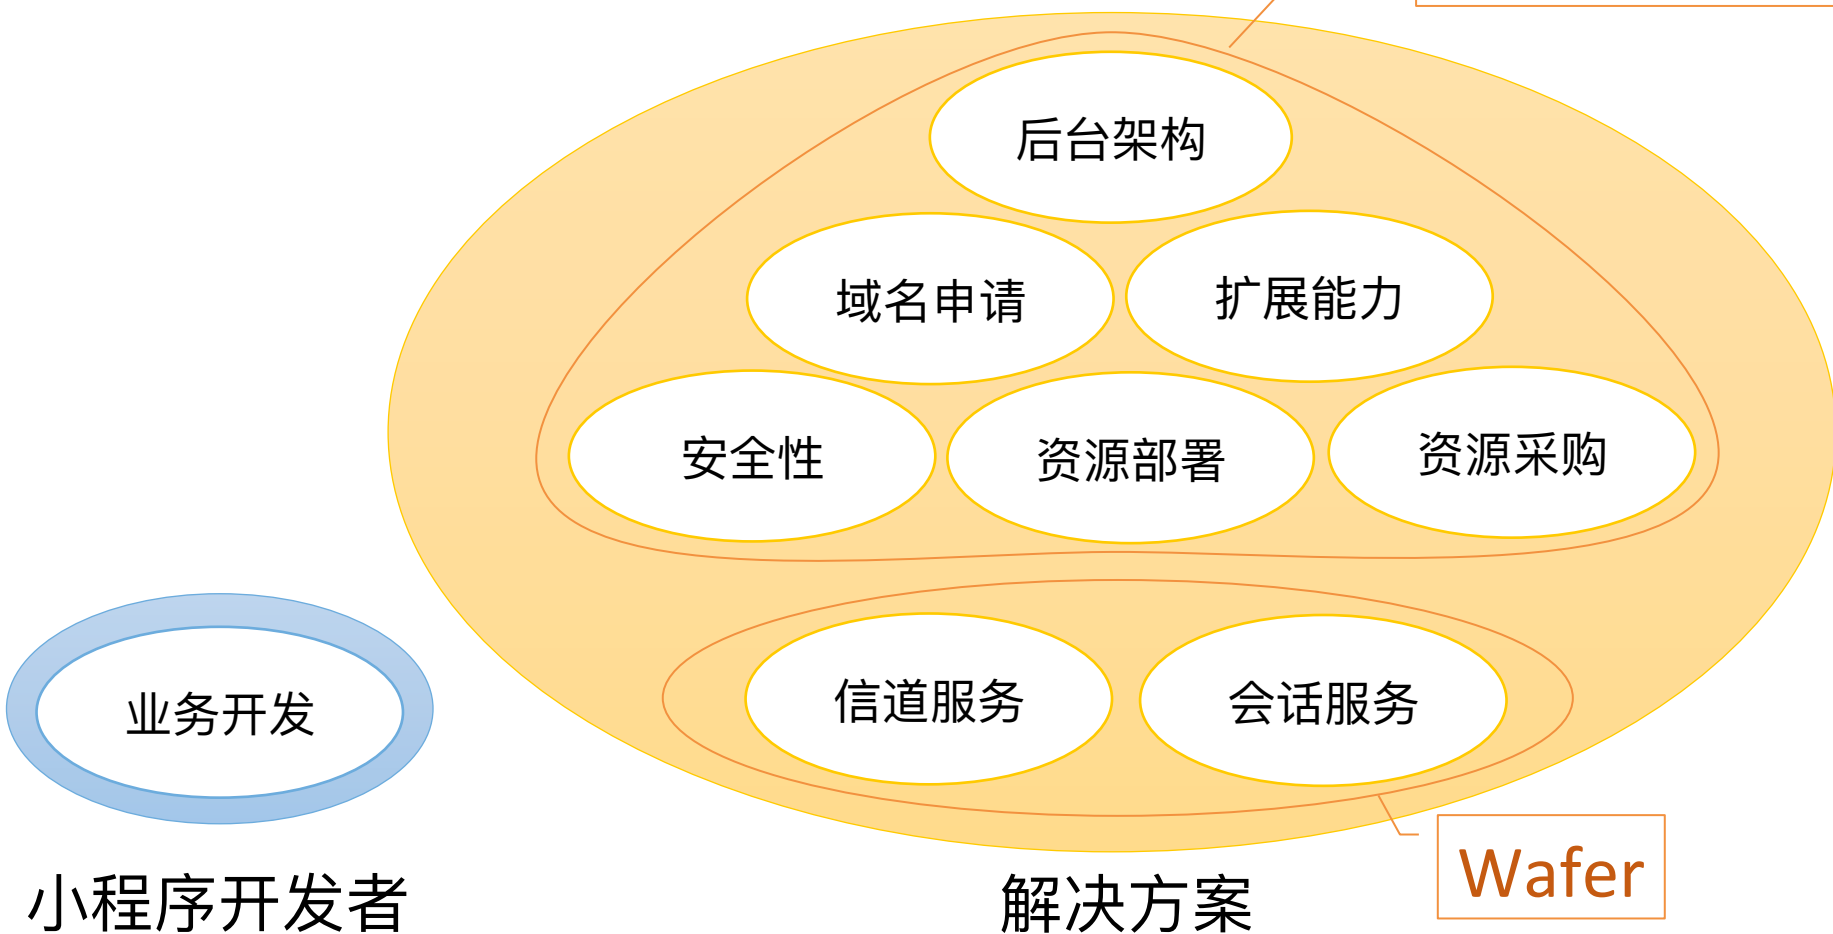 后台架构
域名申请
扩展能力
安全性
资源部署
资源采购
信道服务
会话服务
业务开发
Wafer
小程序开发者
解决方案